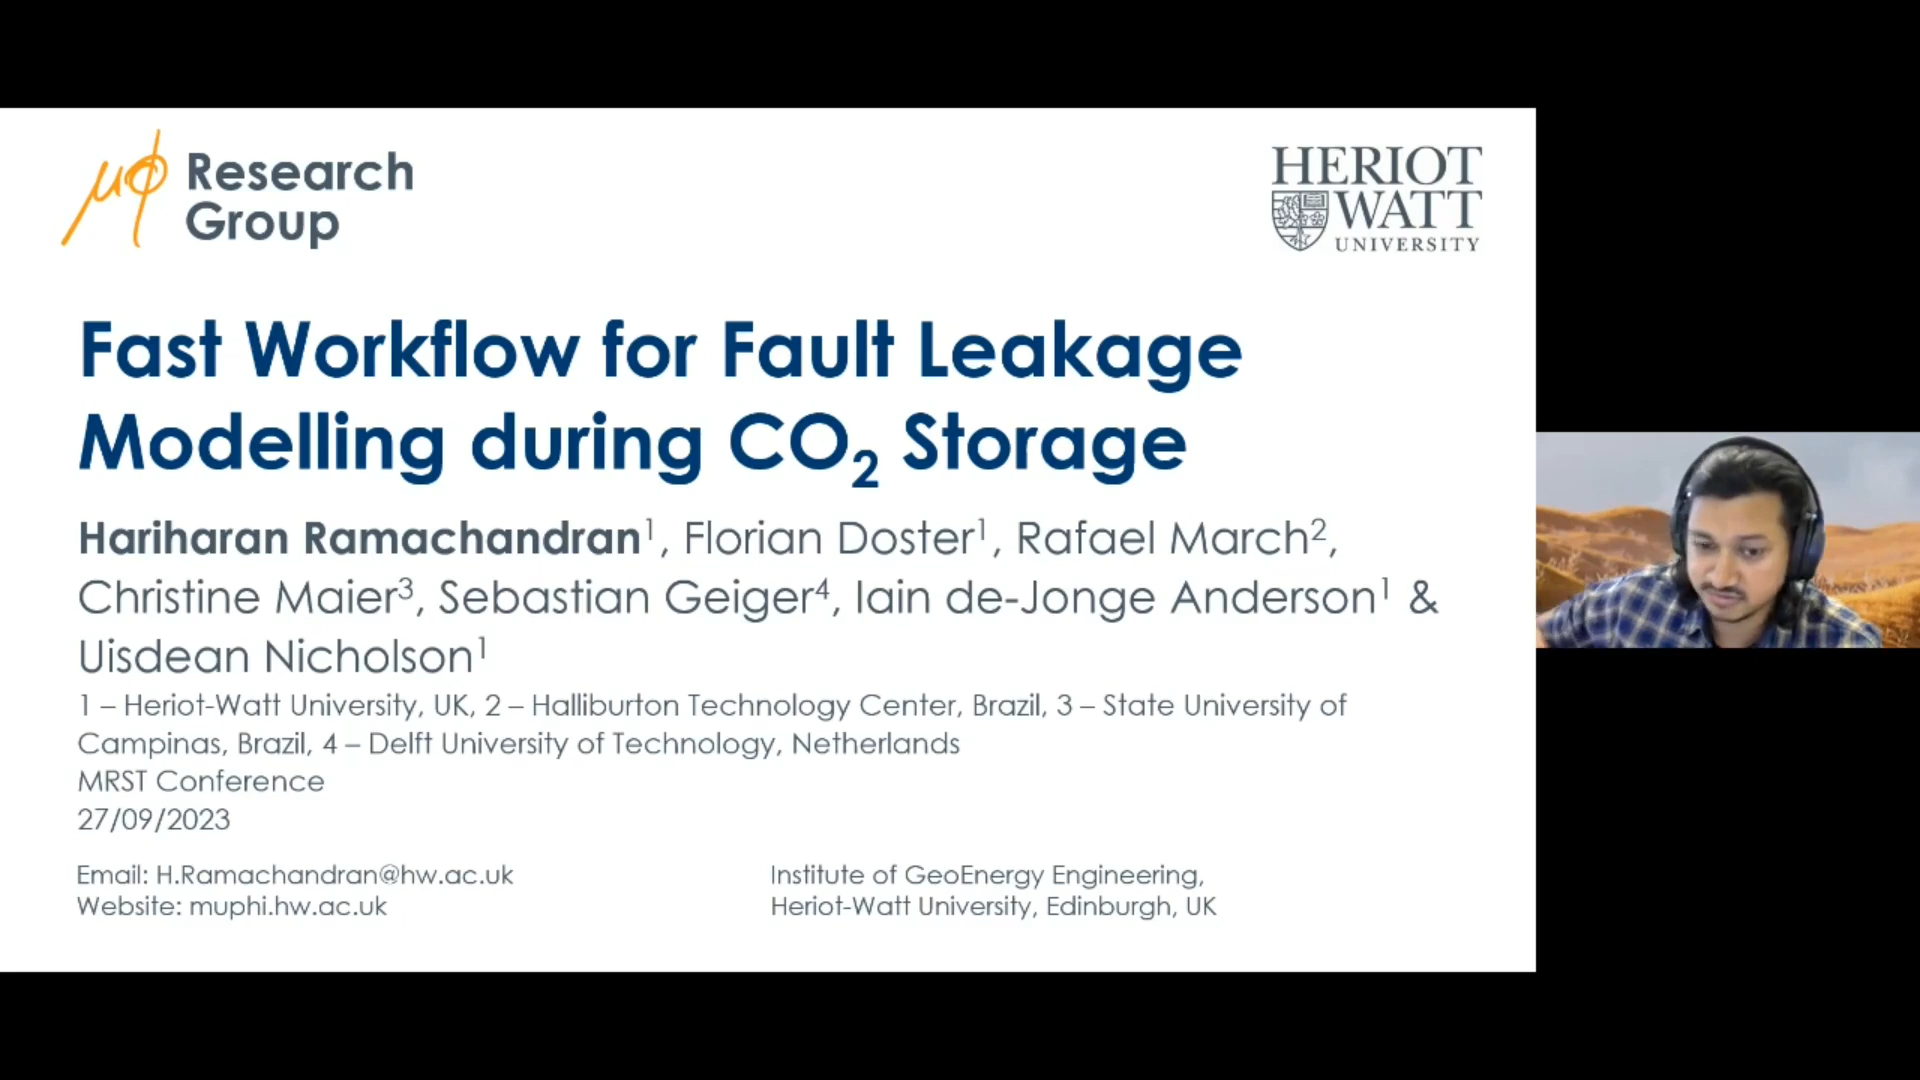 μφ Research
Group
HERIOT
WATT
UNIVERSITY
Fast Workflow for Fault Leakage
Modelling during CO₂ Storage
Hariharan Ramachandran¹, Florian Doster¹, Rafael March²,
Christine Maier³, Sebastian Geiger⁴, Iain de-Jonge Anderson¹ &
Uisdean Nicholson¹
1 – Heriot-Watt University, UK, 2 – Halliburton Technology Center, Brazil, 3 – State University of
Campinas, Brazil, 4 – Delft University of Technology, Netherlands
MRST Conference
27/09/2023
Email: H.Ramachandran@hw.ac.uk
Website: muphi.hw.ac.uk
Institute of GeoEnergy Engineering,
Heriot-Watt University, Edinburgh, UK